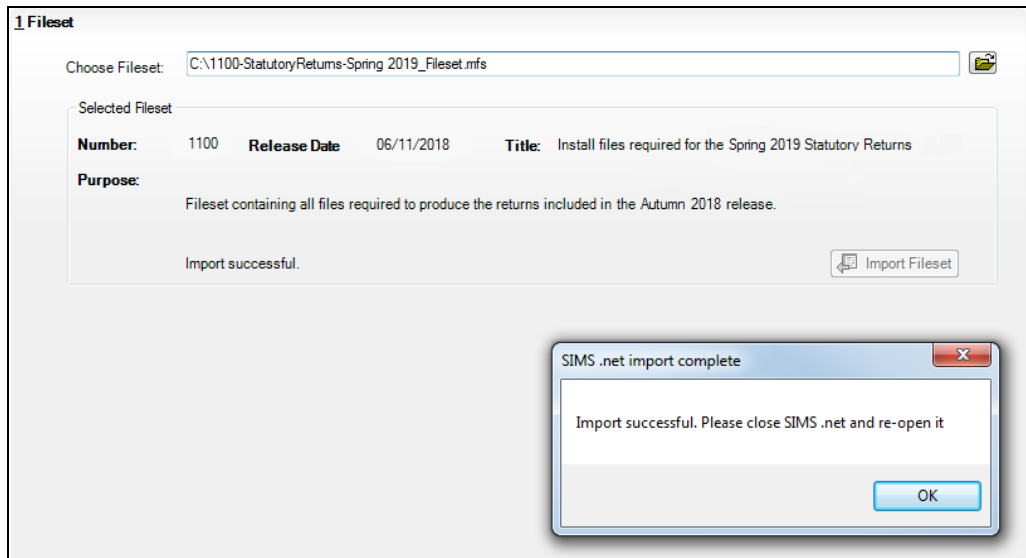 1 Fileset
Choose Fileset: C:\1100-StatutoryReturns-Spring 2019_Fileset.mfs
Selected Fileset
Number: 1100 Release Date 06/11/2018 Title: Install files required for the Spring 2019 Statutory Returns
Purpose:
Fileset containing all files required to produce the returns included in the Autumn 2018 release.
Import successful. Import Fileset
SIMS .net import complete
Import successful. Please close SIMS .net and re-open it
OK